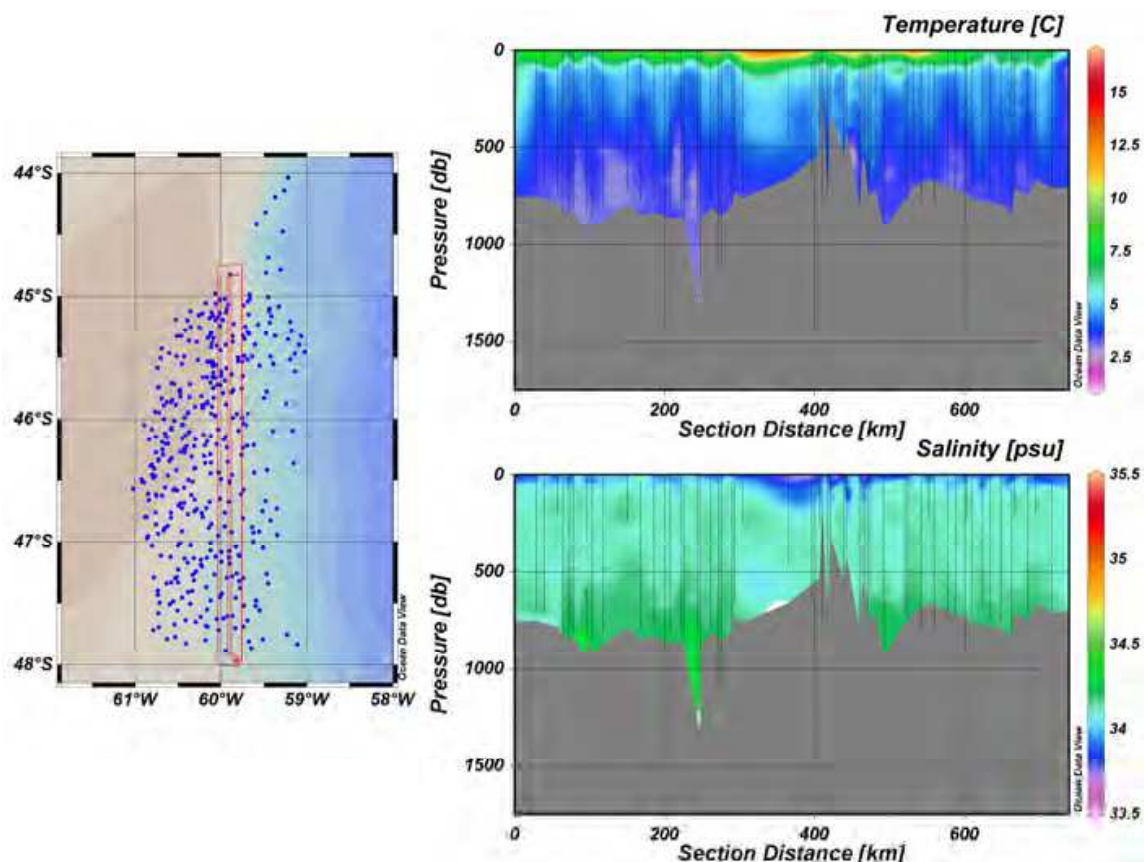 44°S
45°S
46°S
47°S
48°S
61°W 60°W 59°W 58°W
Ocean Data View
Temperature [C]
0
500
1000
1500
Pressure [db]
0 200 400 600
Section Distance [km]
15
12.5
10
7.5
5
2.5
Ocean Data View
Salinity [psu]
0
500
1000
1500
Pressure [db]
0 200 400 600
Section Distance [km]
35.5
35
34.5
34
33.5
Ocean Data View